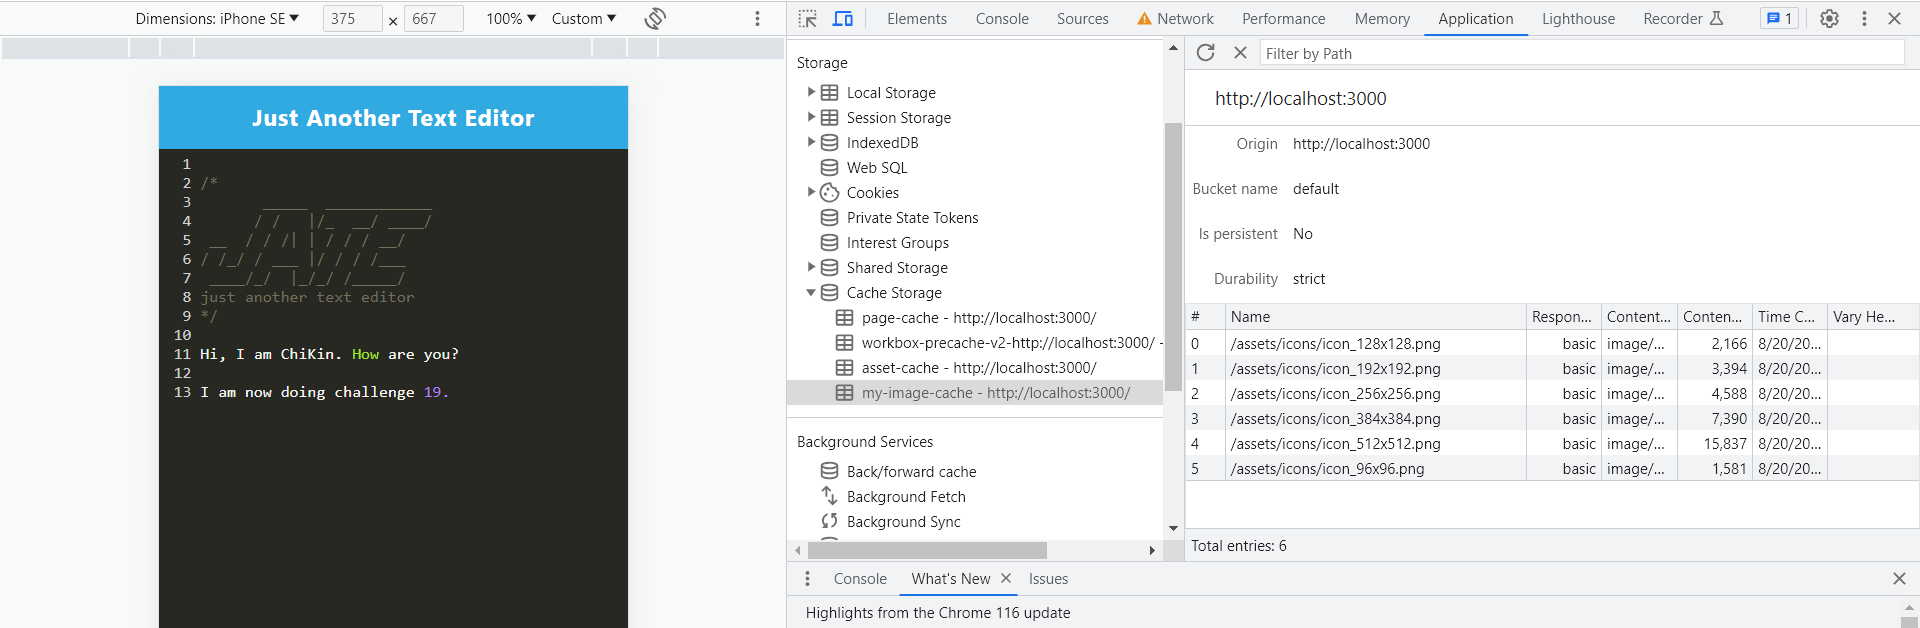 Dimensions: iPhone SE ▼ 375 × 667 100% ▼ Custom ▼
Elements Console Sources Network Performance Memory Application Lighthouse Recorder 1
Just Another Text Editor
1
2 /*
3      _____  ____________
4     / /   |/_  __/ ____/
5 __  / / /| | / / / __/
6 / /_/ / ___ |/ / / /___
7 ____/_/  |_/_/ /_____/
8 just another text editor
9 */
10
11 Hi, I am ChiKin. How are you?
12
13 I am now doing challenge 19.
Storage
Local Storage
Session Storage
IndexedDB
Web SQL
Cookies
Private State Tokens
Interest Groups
Shared Storage
Cache Storage
page-cache - http://localhost:3000/
workbox-precache-v2-http://localhost:3000/ -
asset-cache - http://localhost:3000/
my-image-cache - http://localhost:3000/
Background Services
Back/forward cache
Background Fetch
Background Sync
Filter by Path
http://localhost:3000
Origin http://localhost:3000
Bucket name default
Is persistent No
Durability strict
# Name Respon... Content... Conten... Time C... Vary He...
0 /assets/icons/icon_128x128.png basic image/... 2,166 8/20/20...
1 /assets/icons/icon_192x192.png basic image/... 3,394 8/20/20...
2 /assets/icons/icon_256x256.png basic image/... 4,588 8/20/20...
3 /assets/icons/icon_384x384.png basic image/... 7,390 8/20/20...
4 /assets/icons/icon_512x512.png basic image/... 15,837 8/20/20...
5 /assets/icons/icon_96x96.png basic image/... 1,581 8/20/20...
Total entries: 6
Console What's New Issues
Highlights from the Chrome 116 update